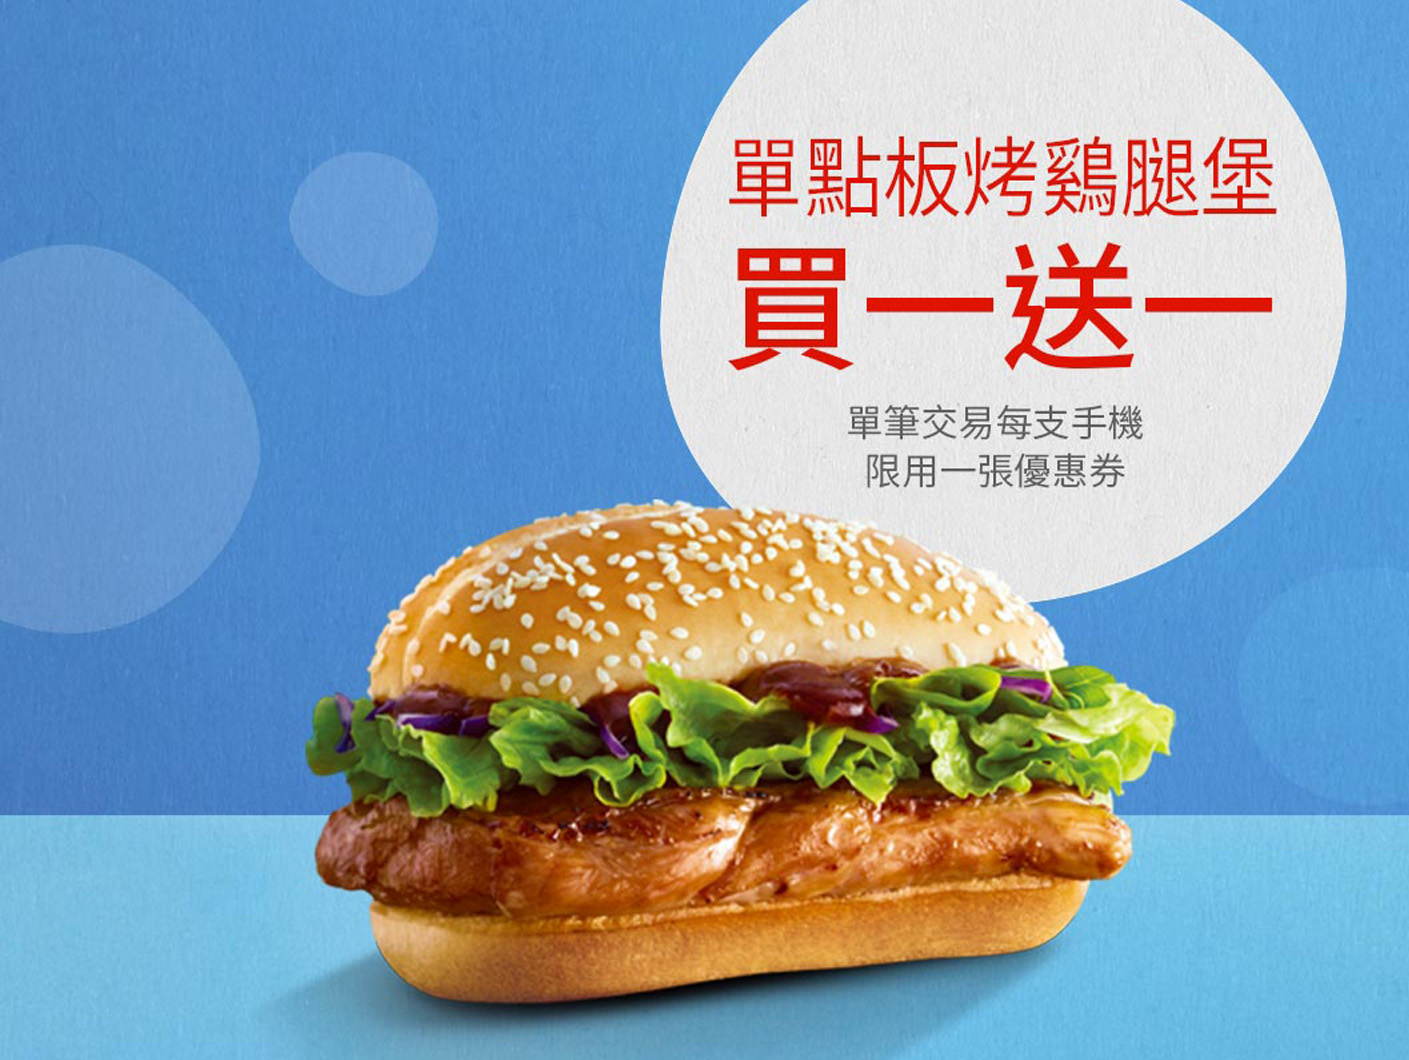 單點板烤鷄腿堡
買一送一
單筆交易每支手機
限用一張優惠券